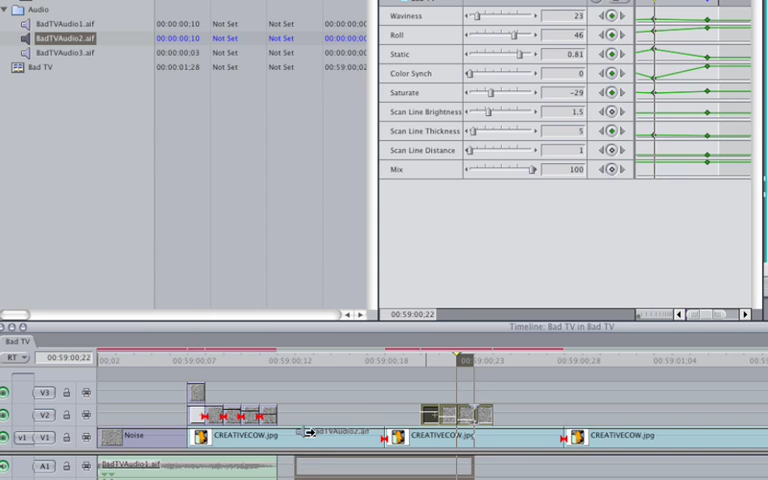 Audio
BadTVAudio1.aif 00:00:00;10 Not Set Not Set 00:00:00;0
BadTVAudio2.aif 00:00:00;10 Not Set Not Set 00:00:00;0
BadTVAudio3.aif 00:00:00;03 Not Set Not Set 00:00:00;0
Bad TV 00:00:01;28 Not Set Not Set 00:59:00;02
Waviness 23
Roll 46
Static 0.81
Color Synch 0
Saturate -29
Scan Line Brightness 1.5
Scan Line Thickness 5
Scan Line Distance 1
Mix 100
00:59:00;22
Timeline: Bad TV in Bad TV
Bad TV
RT 00:59:00;22 00;02 00:59:00;07 00:59:00;12 00:59:00;18 00:59:00;23 00:59:00;28 00:59:01;04 00:59
V3
V2
v1 V1 Noise CREATIVECOW.jpg BadTVAudio2.aif CREATIVECOW.jpg CREATIVECOW.jpg
A1 BadTVAudio1.aif